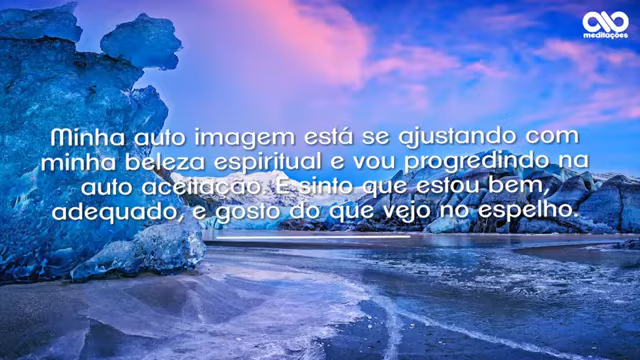 meditações
Minha auto imagem está se ajustando com
minha beleza espiritual e vou progredindo na
auto aceitação. E sinto que estou bem,
adequado, e gosto do que vejo no espelho.